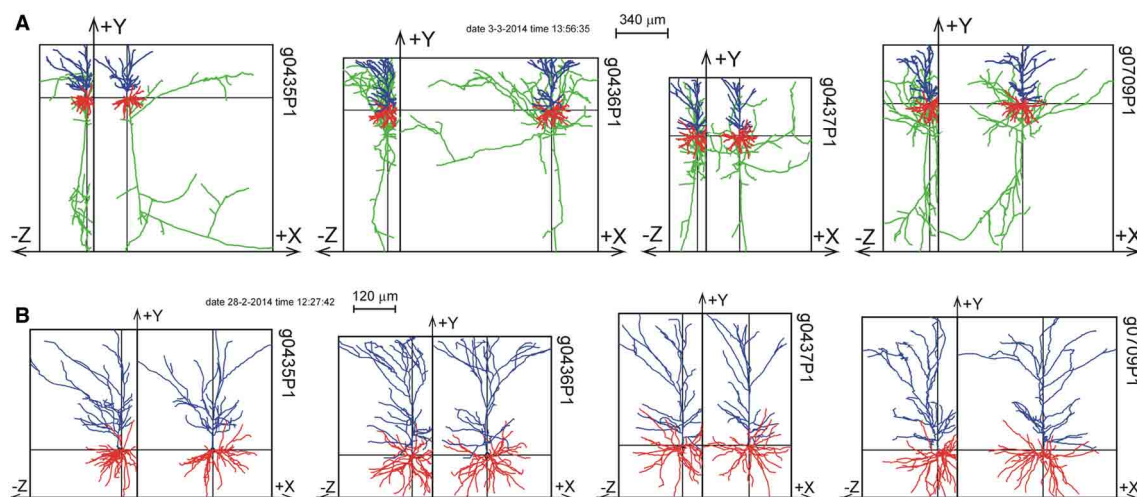 A
+Y
date 3-3-2014 time 13:56:35
340 μm
+Y
+Y
+Y
g0435P1
g0436P1
g0437P1
g0709P1
-Z
+X
-Z
+X
-Z
+X
-Z
+X
B
date 28-2-2014 time 12:27:42
120 μm
+Y
+Y
+Y
+Y
g0435P1
g0436P1
g0437P1
g0709P1
-Z
+X
-Z
+X
-Z
+X
-Z
+X